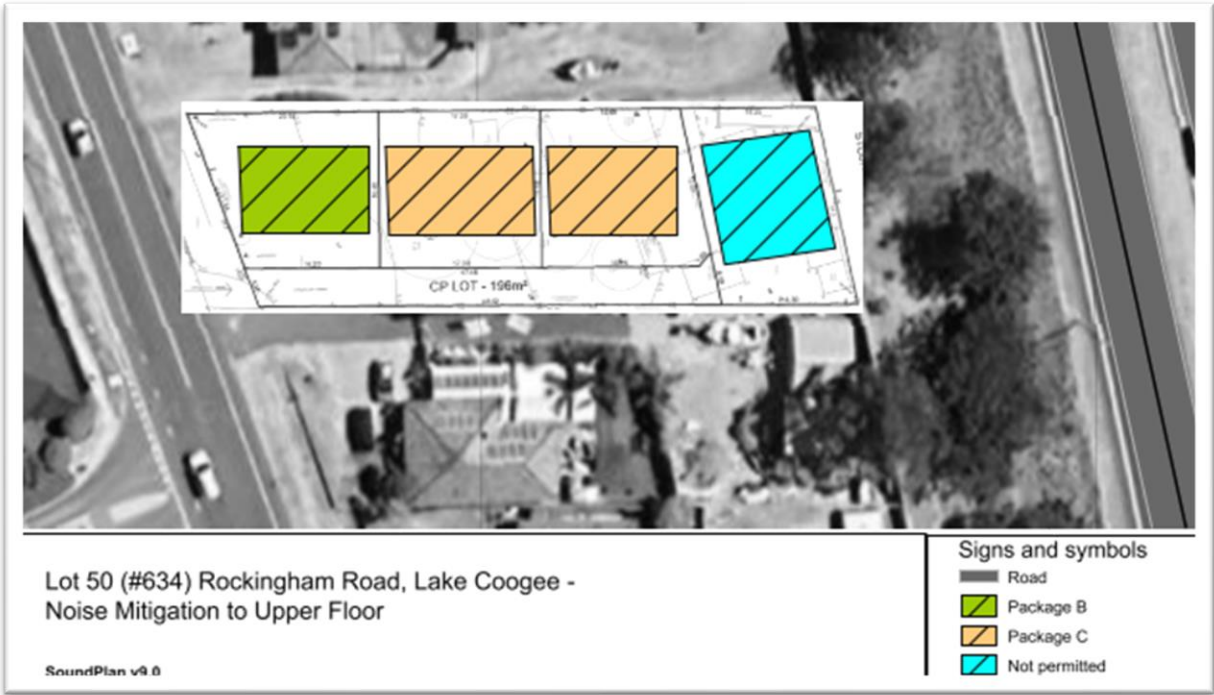 CP LOT - 196m²
Lot 50 (#634) Rockingham Road, Lake Coogee -
Noise Mitigation to Upper Floor
SoundPlan v9.0
Signs and symbols
Road
Package B
Package C
Not permitted